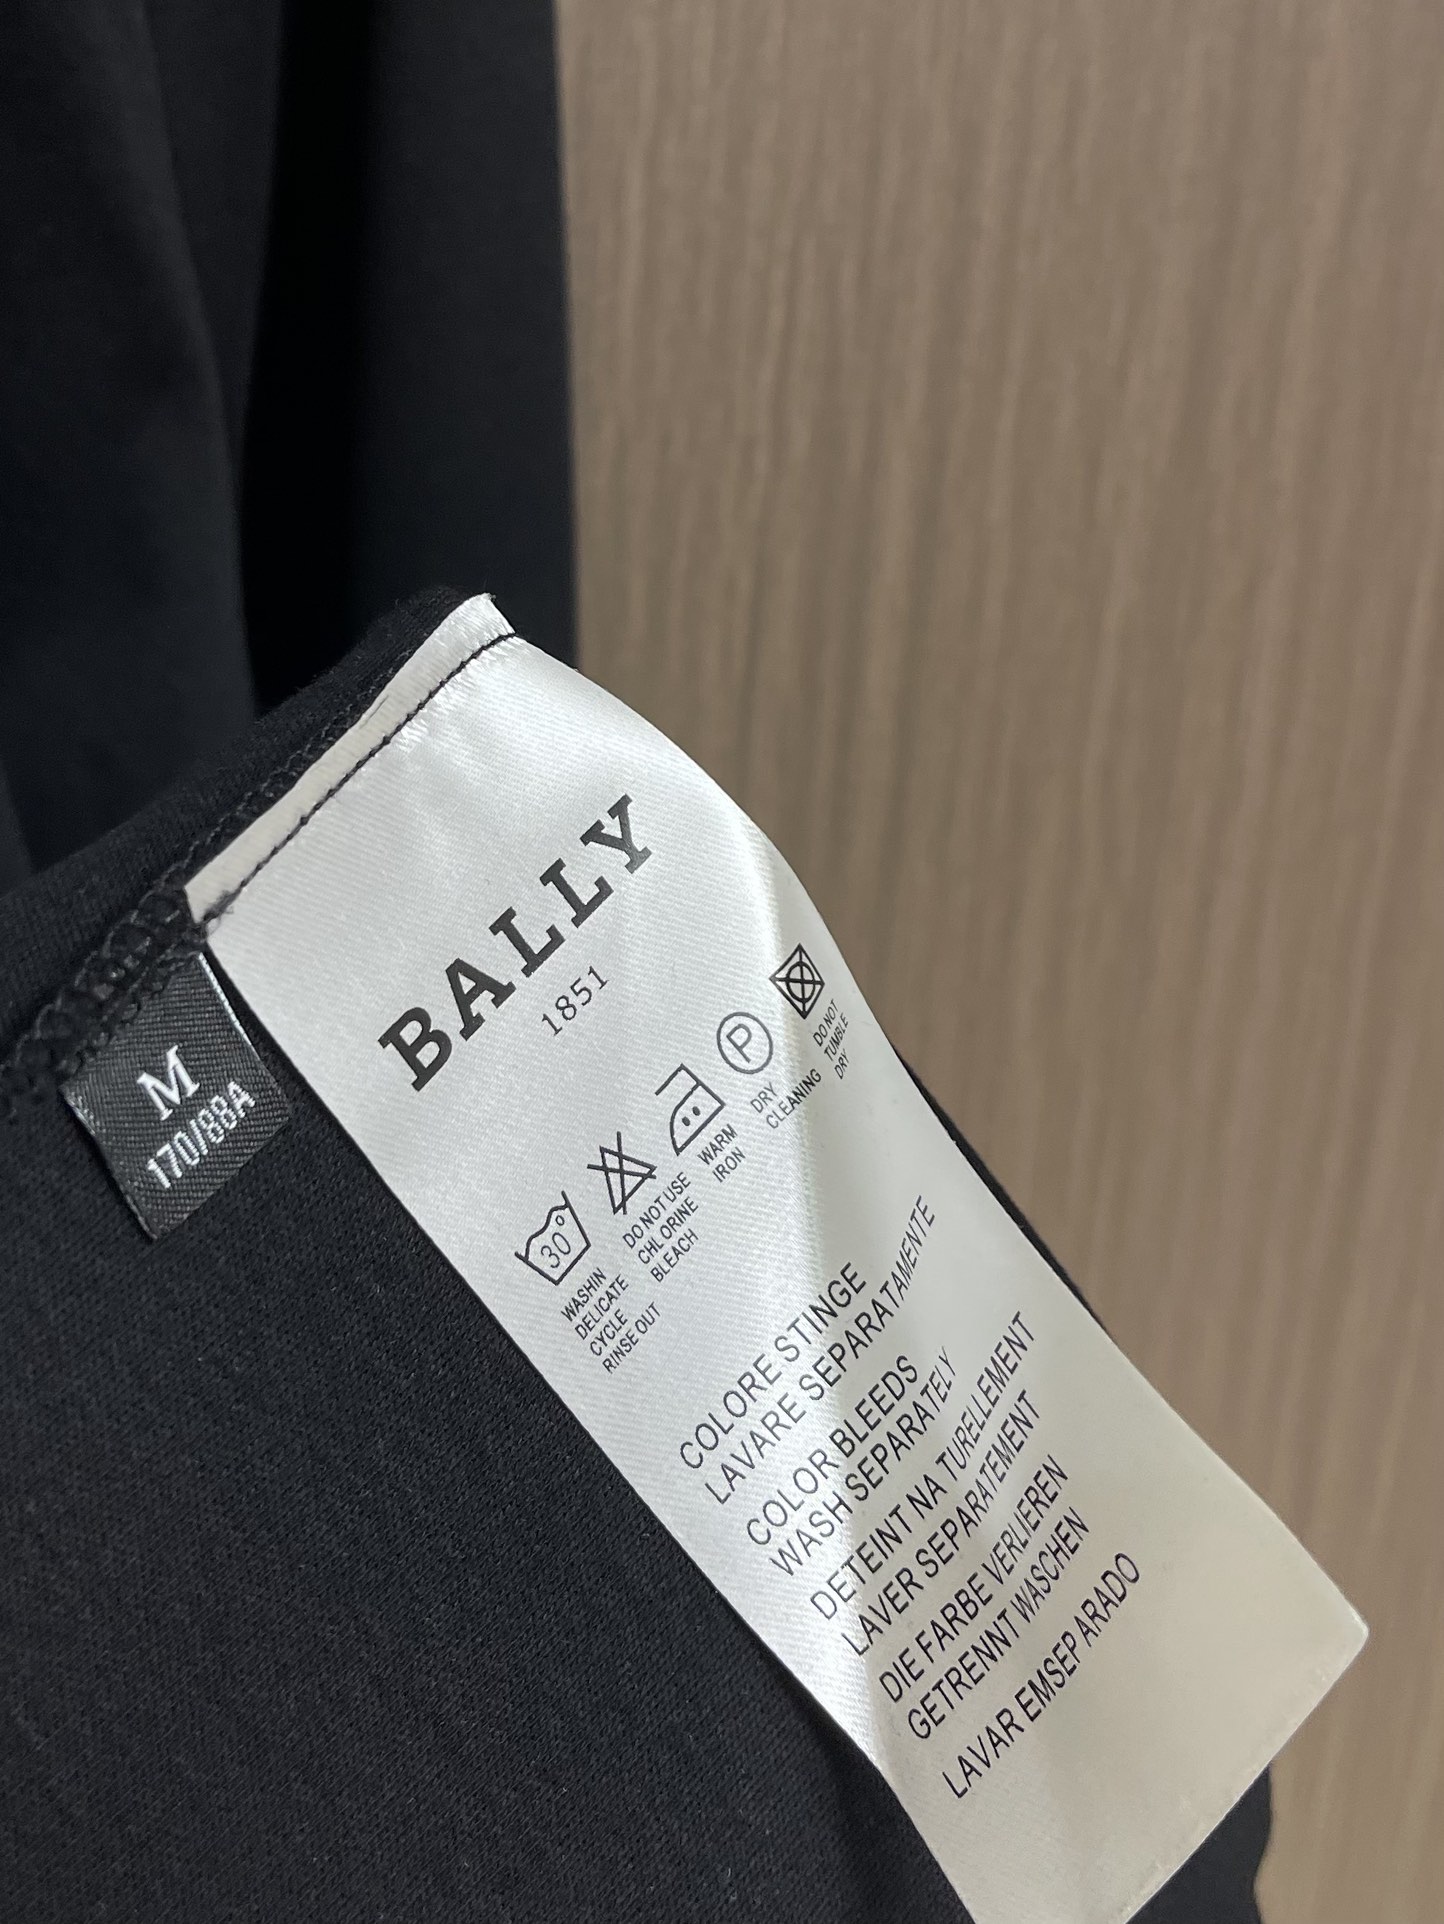 BALLY
1851
M
170/88A
30°
P
WASHIN
DELICATE
CYCLE
RINSE OUT
DO NOT USE
CHLORINE
BLEACH
WARM
IRON
DRY
CLEANING
DO NOT
TUMBLE
DRY
COLORE STINGE
LAVARE SEPARATAMENTE
COLOR BLEEDS
WASH SEPARATELY
DETEINT NA TURELLEMENT
LAVER SEPARATEMENT
DIE FARBE VERLIEREN
GETRENNT WASCHEN
LAVAR EMSEP ARADO